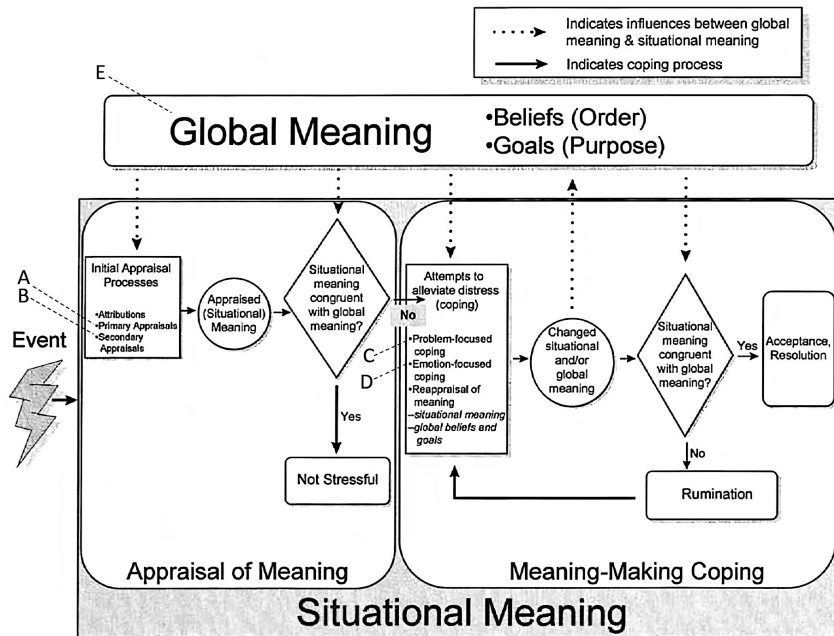 Indicates influences between global
meaning & situational meaning
Indicates coping process
E
Global Meaning
•Beliefs (Order)
•Goals (Purpose)
Initial Appraisal
Processes
•Attributions
•Primary Appraisals
•Secondary
Appraisals
A
B
Event
Appraised
(Situational)
Meaning
Situational
meaning
congruent
with global
meaning?
No
Yes
Not Stressful
Attempts to
alleviate distress
(coping)
•Problem-focused
coping
•Emotion-focused
coping
•Reappraisal of
meaning
–situational meaning
–global beliefs and
goals
C
D
Changed
situational
and/or
global
meaning
Situational
meaning
congruent
with global
meaning?
Yes
Acceptance,
Resolution
No
Rumination
Appraisal of Meaning
Meaning-Making Coping
Situational Meaning